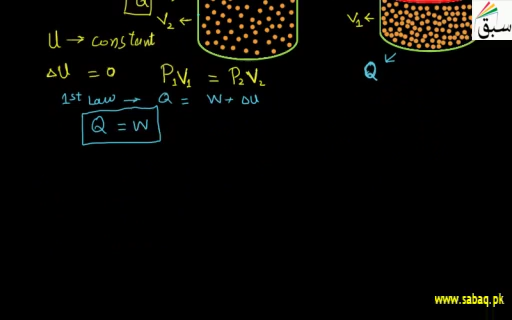 Q
V₂ ←
V₁ ←
سبق
U → constant
Q
ΔU = 0 P₁V₁ = P₂V₂
1st Law → Q = W + ΔU
Q = W
www.sabaq.pk